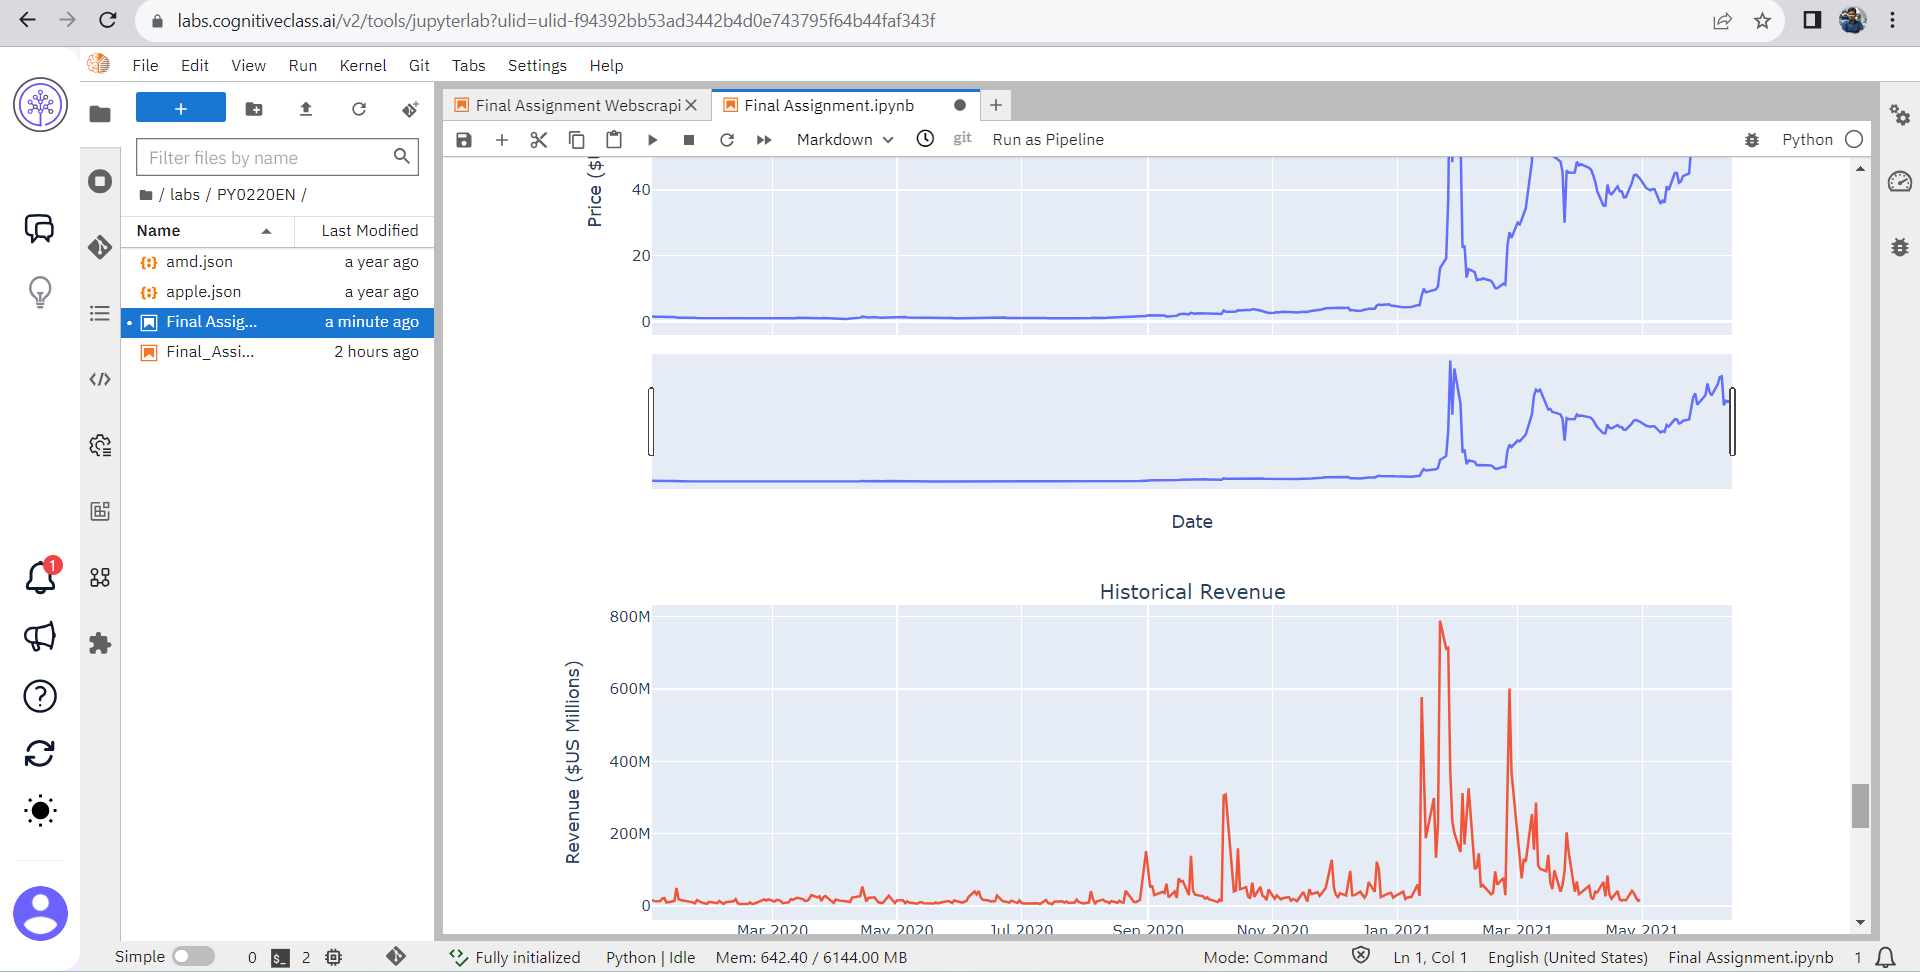 labs.cognitiveclass.ai/v2/tools/jupyterlab?ulid=ulid-f94392bb53ad3442b4d0e743795f64b44faf343f
File Edit View Run Kernel Git Tabs Settings Help
Final Assignment Webscrapi
Final Assignment.ipynb
Markdown
git
Run as Pipeline
Python
Filter files by name
/ labs / PY0220EN /
Name Last Modified
amd.json a year ago
apple.json a year ago
Final Assig... a minute ago
Final_Assi... 2 hours ago
1
Price ($
40
20
0
Date
Historical Revenue
Revenue ($US Millions)
800M
600M
400M
200M
0
Mar 2020 May 2020 Jul 2020 Sep 2020 Nov 2020 Jan 2021 Mar 2021 May 2021
Simple 0 $_ 2 Fully initialized Python | Idle Mem: 642.40 / 6144.00 MB Mode: Command Ln 1, Col 1 English (United States) Final Assignment.ipynb 1